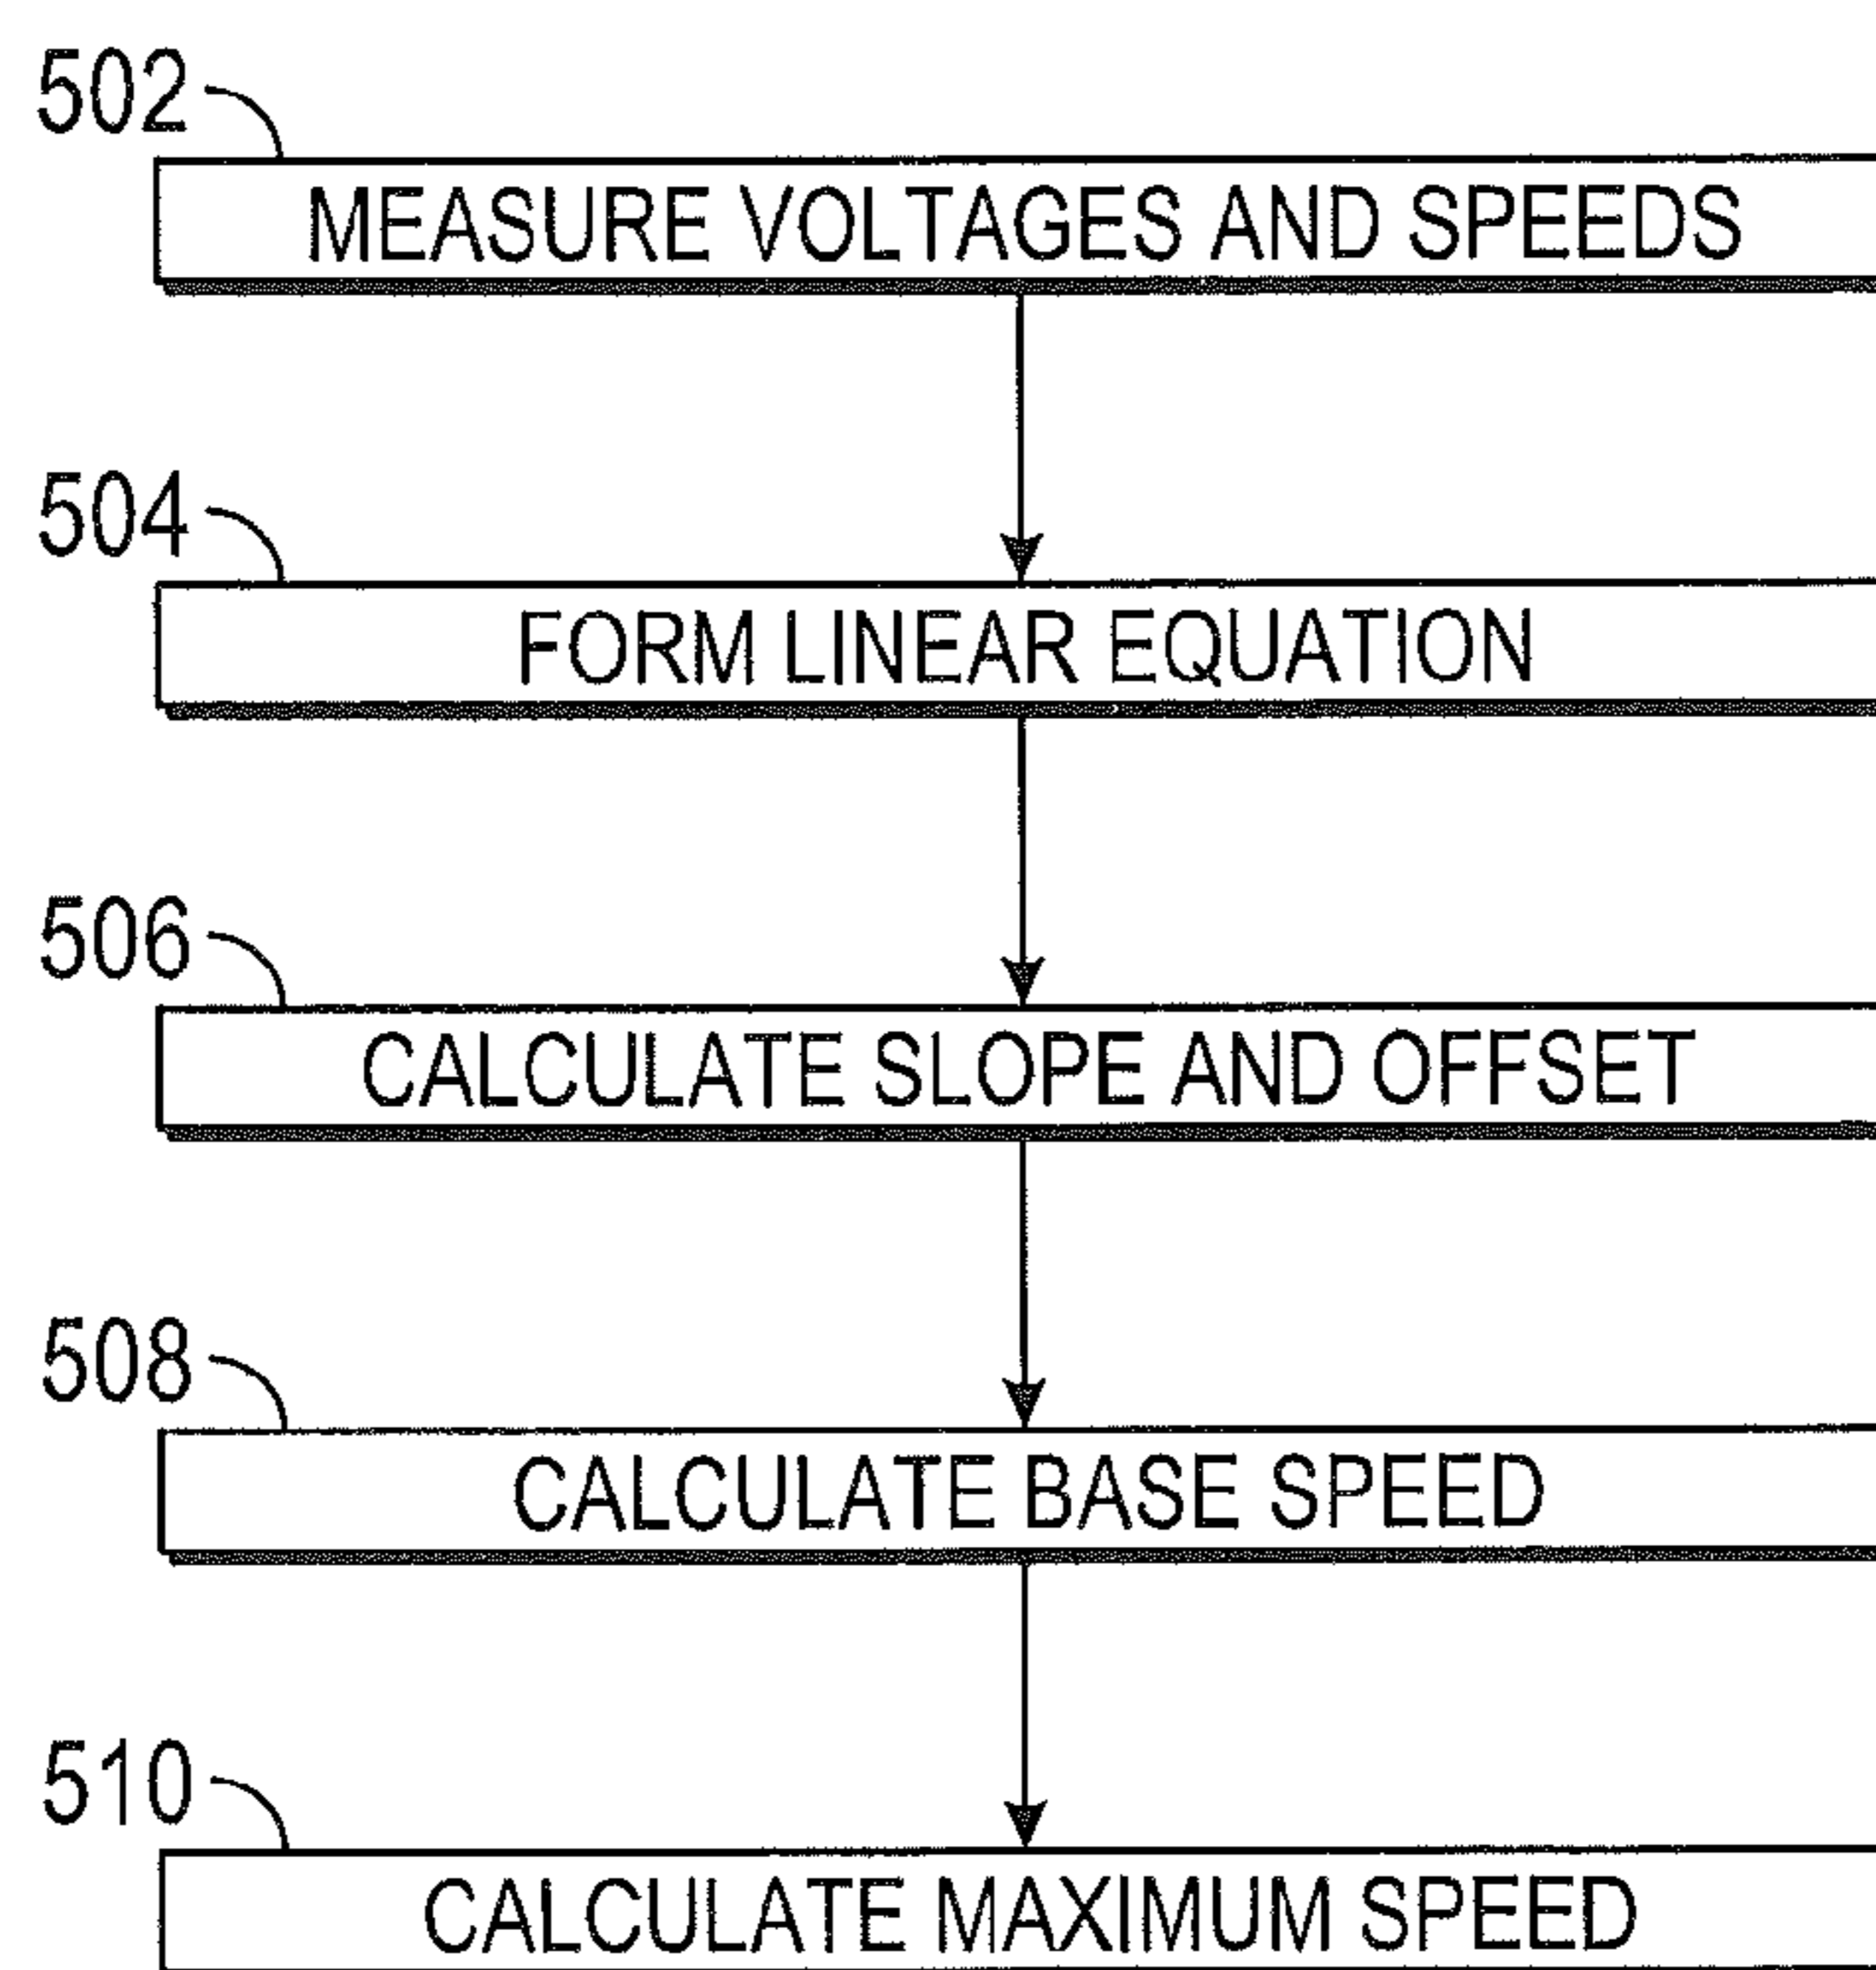 502
MEASURE VOLTAGES AND SPEEDS
504
FORM LINEAR EQUATION
506
CALCULATE SLOPE AND OFFSET
508
CALCULATE BASE SPEED
510
CALCULATE MAXIMUM SPEED